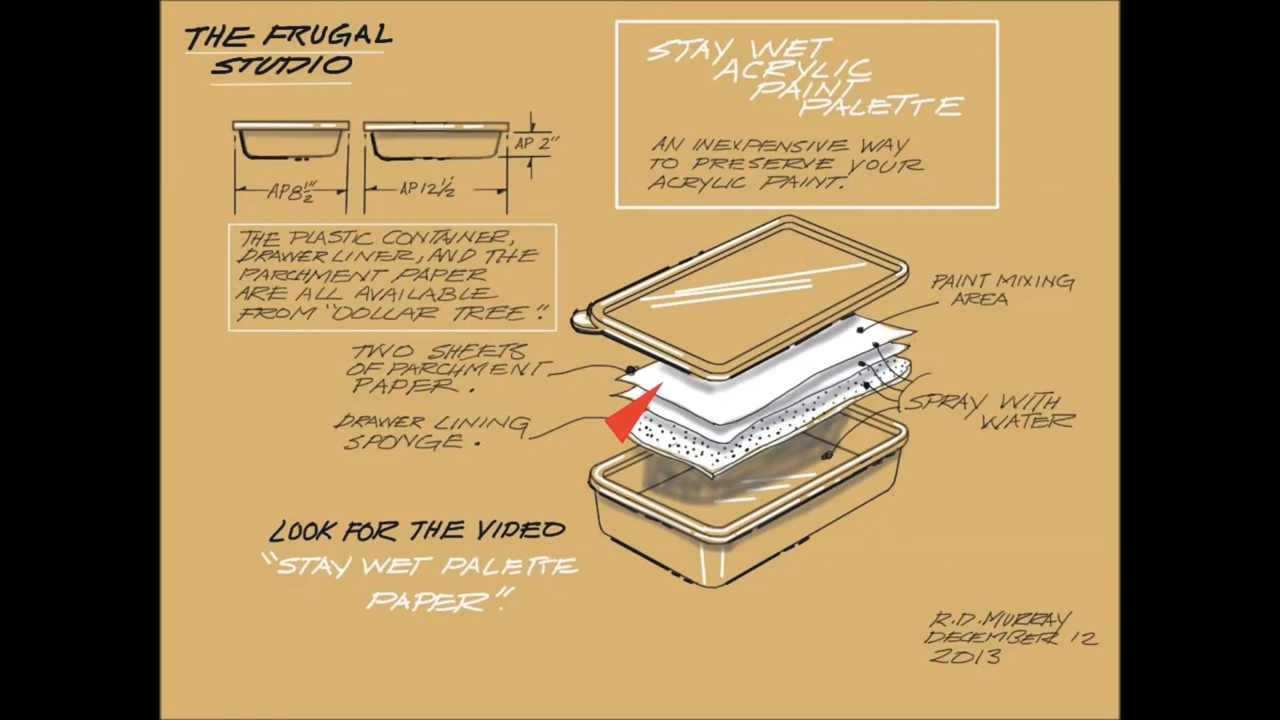 THE FRUGAL
STUDIO
STAY WET
ACRYLIC
PAINT
PALETTE
AN INEXPENSIVE WAY
TO PRESERVE YOUR
ACRYLIC PAINT.
AP 2"
AP 8 1/2"
AP 12 1/2"
THE PLASTIC CONTAINER,
DRAWER LINER, AND THE
PARCHMENT PAPER
ARE ALL AVAILABLE
FROM "DOLLAR TREE".
PAINT MIXING
AREA
TWO SHEETS
OF PARCHMENT
PAPER.
SPRAY WITH
WATER
DRAWER LINING
SPONGE.
LOOK FOR THE VIDEO
"STAY WET PALETTE
PAPER".
R.D. MURRAY
DECEMBER 12
2013